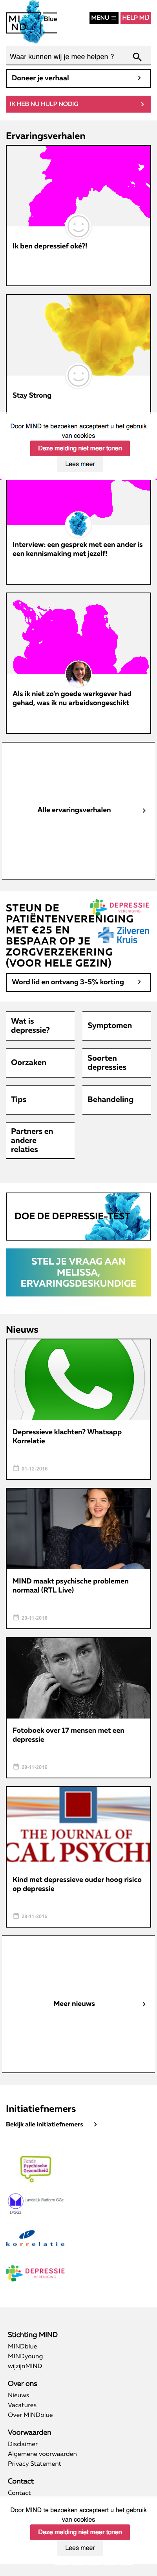 MIND Blue
MENU
HELP MIJ
Waar kunnen wij je mee helpen ?
Doneer je verhaal
IK HEB NU HULP NODIG
Ervaringsverhalen
Ik ben depressief oké?!
Stay Strong
Door MIND te bezoeken accepteert u het gebruik
van cookies
Deze melding niet meer tonen
Lees meer
Interview: een gesprek met een ander is
een kennismaking met jezelf!
Als ik niet zo'n goede werkgever had
gehad, was ik nu arbeidsongeschikt
Alle ervaringsverhalen
STEUN DE
PATIËNTENVERENIGING
MET €25 EN
BESPAAR OP JE
ZORGVERZEKERING
(VOOR HELE GEZIN)
DEPRESSIE
VERENIGING
Zilveren
Kruis
Word lid en ontvang 3-5% korting
Wat is
depressie?
Symptomen
Oorzaken
Soorten
depressies
Tips
Behandeling
Partners en
andere
relaties
DOE DE DEPRESSIE-TEST
STEL JE VRAAG AAN
MELISSA,
ERVARINGSDESKUNDIGE
Nieuws
Depressieve klachten? Whatsapp
Korrelatie
01-12-2016
MIND maakt psychische problemen
normaal (RTL Live)
29-11-2016
Fotoboek over 17 mensen met een
depressie
29-11-2016
THE JOURNAL OF
CAL PSYCHI
Kind met depressieve ouder hoog risico
op depressie
28-11-2016
Meer nieuws
Initiatiefnemers
Bekijk alle initiatiefnemers
Fonds
Psychische
Gezondheid
Landelijk Platform GGz
LPGGz
korrelatie
DEPRESSIE
VERENIGING
Stichting MIND
MINDblue
MINDyoung
wijzijnMIND
Over ons
Nieuws
Vacatures
Over MINDblue
Voorwaarden
Disclaimer
Algemene voorwaarden
Privacy Statement
Contact
Contact
Door MIND te bezoeken accepteert u het gebruik
van cookies
Deze melding niet meer tonen
Lees meer